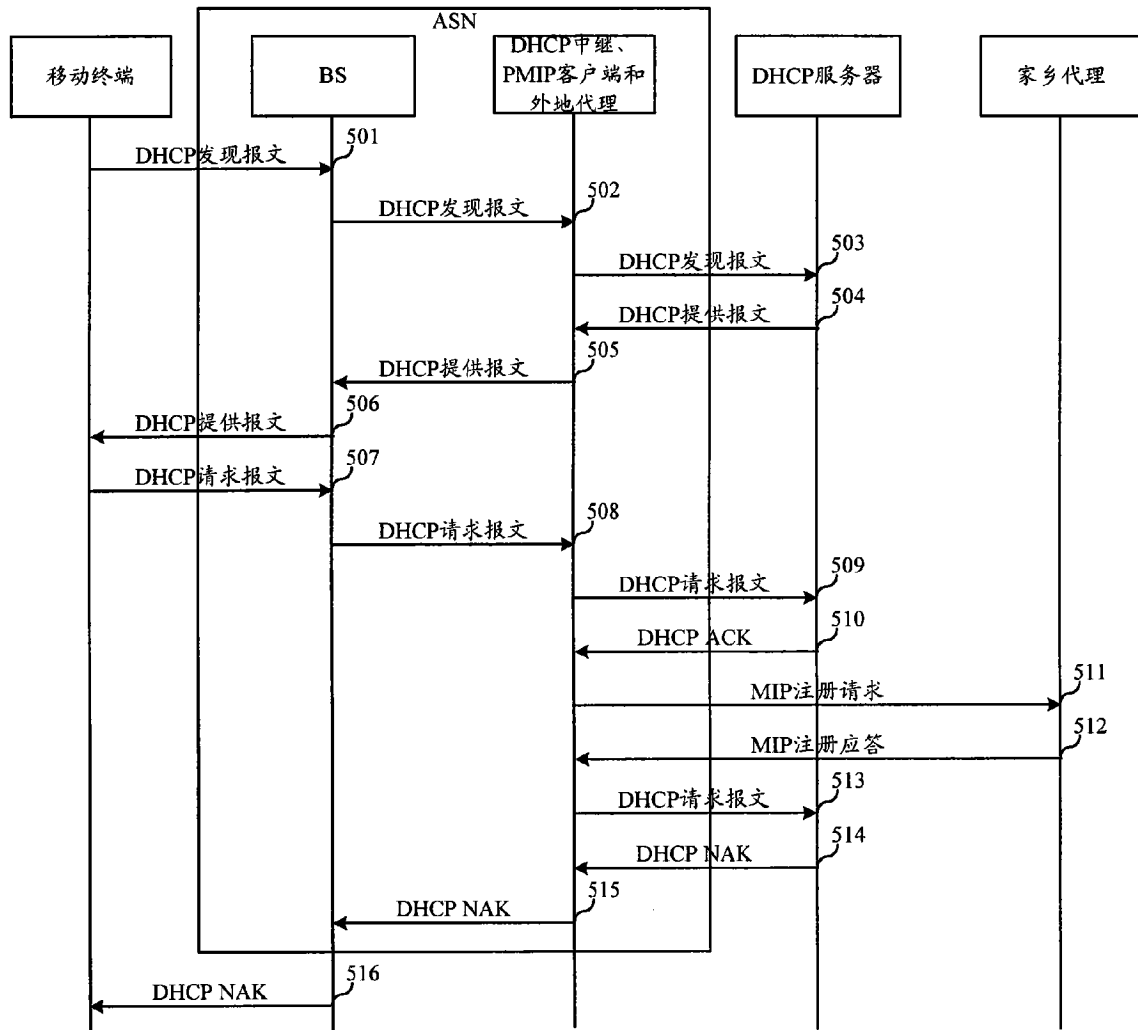 ASN
移动终端
BS
DHCP中继、
PMIP客户端和
外地代理
DHCP服务器
家乡代理
DHCP发现报文
501
DHCP发现报文
502
DHCP发现报文
503
DHCP提供报文
504
DHCP提供报文
505
DHCP提供报文
506
DHCP请求报文
507
DHCP请求报文
508
DHCP请求报文
509
DHCP ACK
510
MIP注册请求
511
MIP注册应答
512
DHCP请求报文
513
DHCP NAK
514
DHCP NAK
515
DHCP NAK
516